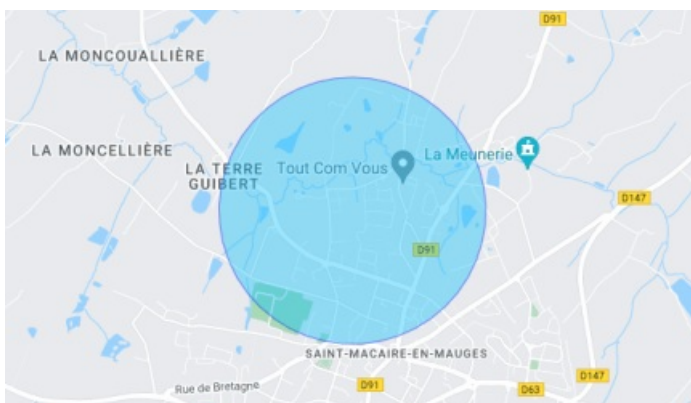 D91
LA MONCOUALLIÈRE
LA MONCELLIÈRE
La Meunerie
LA TERRE
GUIBERT
Tout Com Vous
D147
D91
SAINT-MACAIRE-EN-MAUGES
D147
Rue de Bretagne
D91
D63